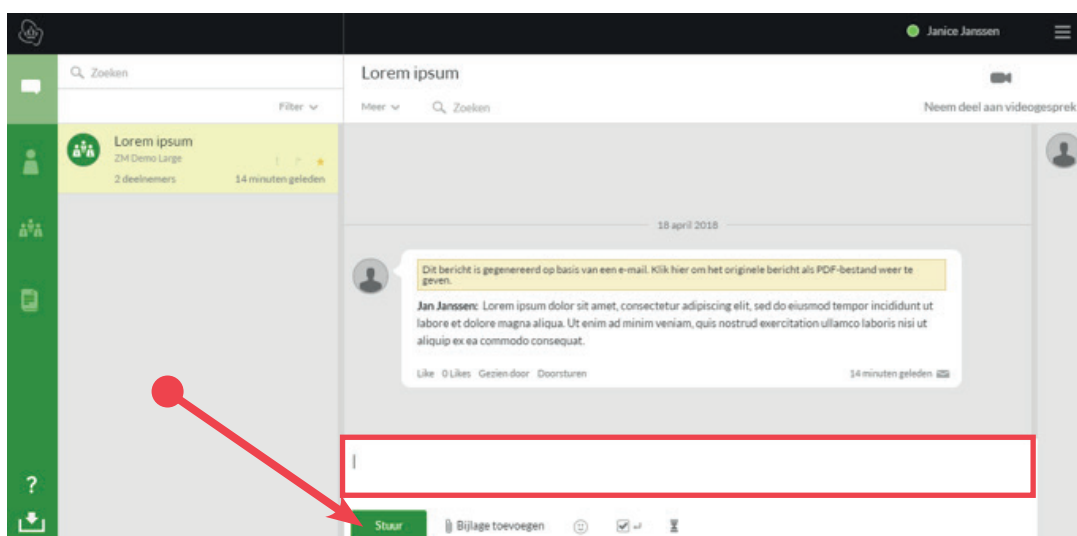 Janice Janssen
Zoeken
Filter
Lorem ipsum
ZM Demo Large
2 deelnemers 14 minuten geleden
Lorem ipsum
Meer Zoeken
Neem deel aan videogesprek
18 april 2018
Dit bericht is gegenereerd op basis van een e-mail. Klik hier om het originele bericht als PDF-bestand weer te
geven.
Jan Janssen: Lorem ipsum dolor sit amet, consectetur adipiscing elit, sed do eiusmod tempor incididunt ut
labore et dolore magna aliqua. Ut enim ad minim veniam, quis nostrud exercitation ullamco laboris nisi ut
aliquip ex ea commodo consequat.
Like 0 Likes Gezien door Doorsturen 14 minuten geleden
?
Stuur Bijlage toevoegen